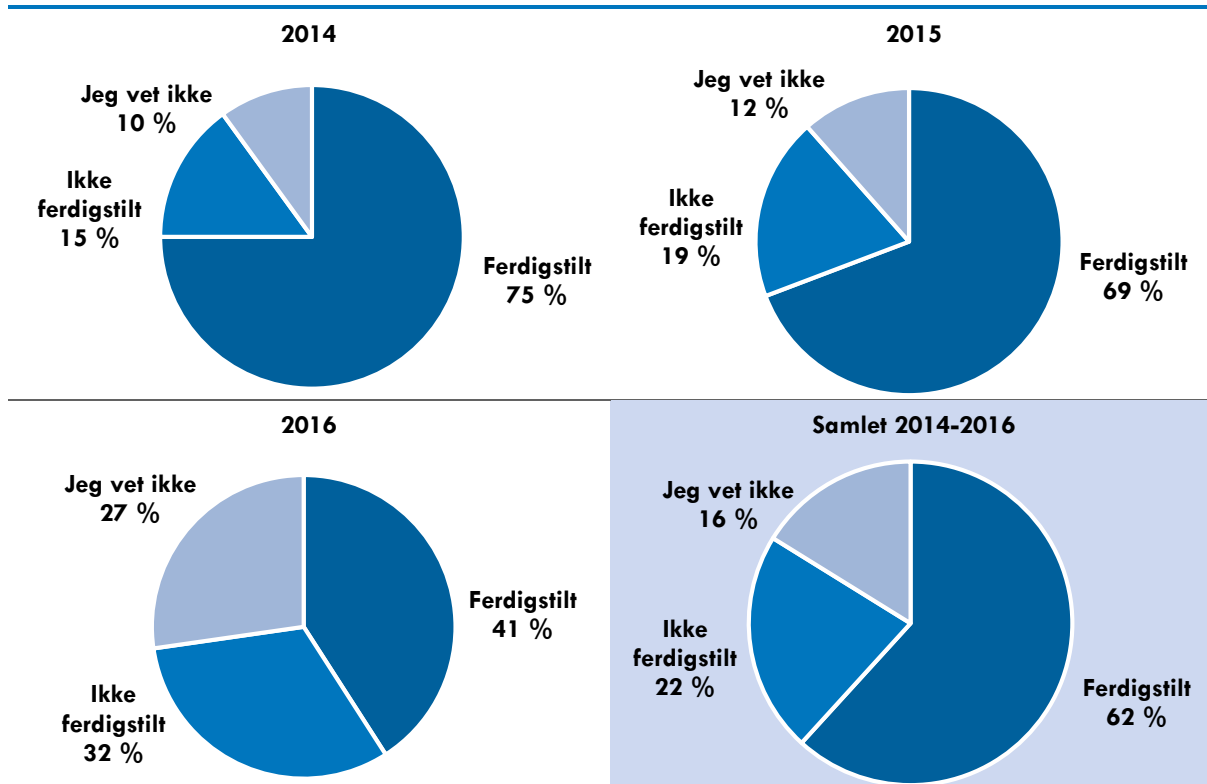 2014
Jeg vet ikke
10 %
Ikke
ferdigstilt
15 %
Ferdigstilt
75 %
2015
Jeg vet ikke
12 %
Ikke
ferdigstilt
19 %
Ferdigstilt
69 %
2016
Jeg vet ikke
27 %
Ferdigstilt
41 %
Ikke
ferdigstilt
32 %
Samlet 2014-2016
Jeg vet ikke
16 %
Ikke
ferdigstilt
22 %
Ferdigstilt
62 %